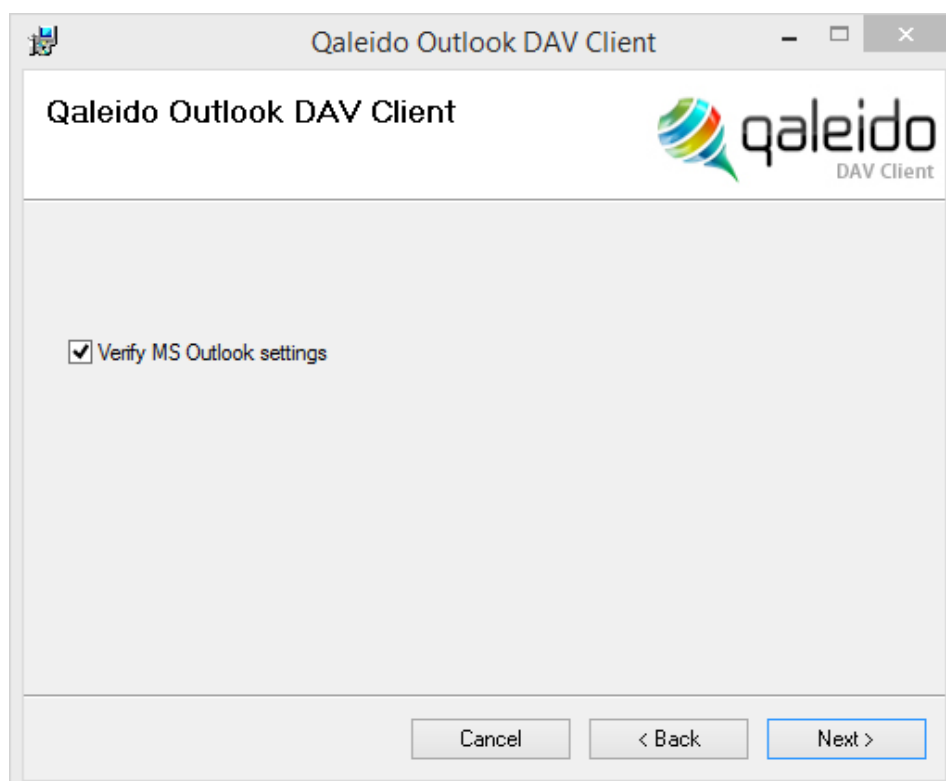 Qaleido Outlook DAV Client
Qaleido Outlook DAV Client
qaleido
DAV Client
Verify MS Outlook settings
Cancel
< Back
Next >